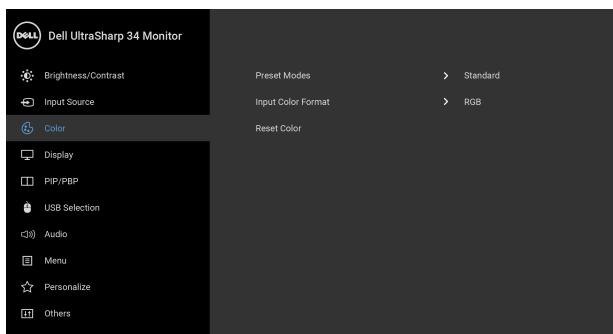 DELL Dell UltraSharp 34 Monitor
Brightness/Contrast
Input Source
Color
Display
PIP/PBP
USB Selection
Audio
Menu
Personalize
Others
Preset Modes > Standard
Input Color Format > RGB
Reset Color